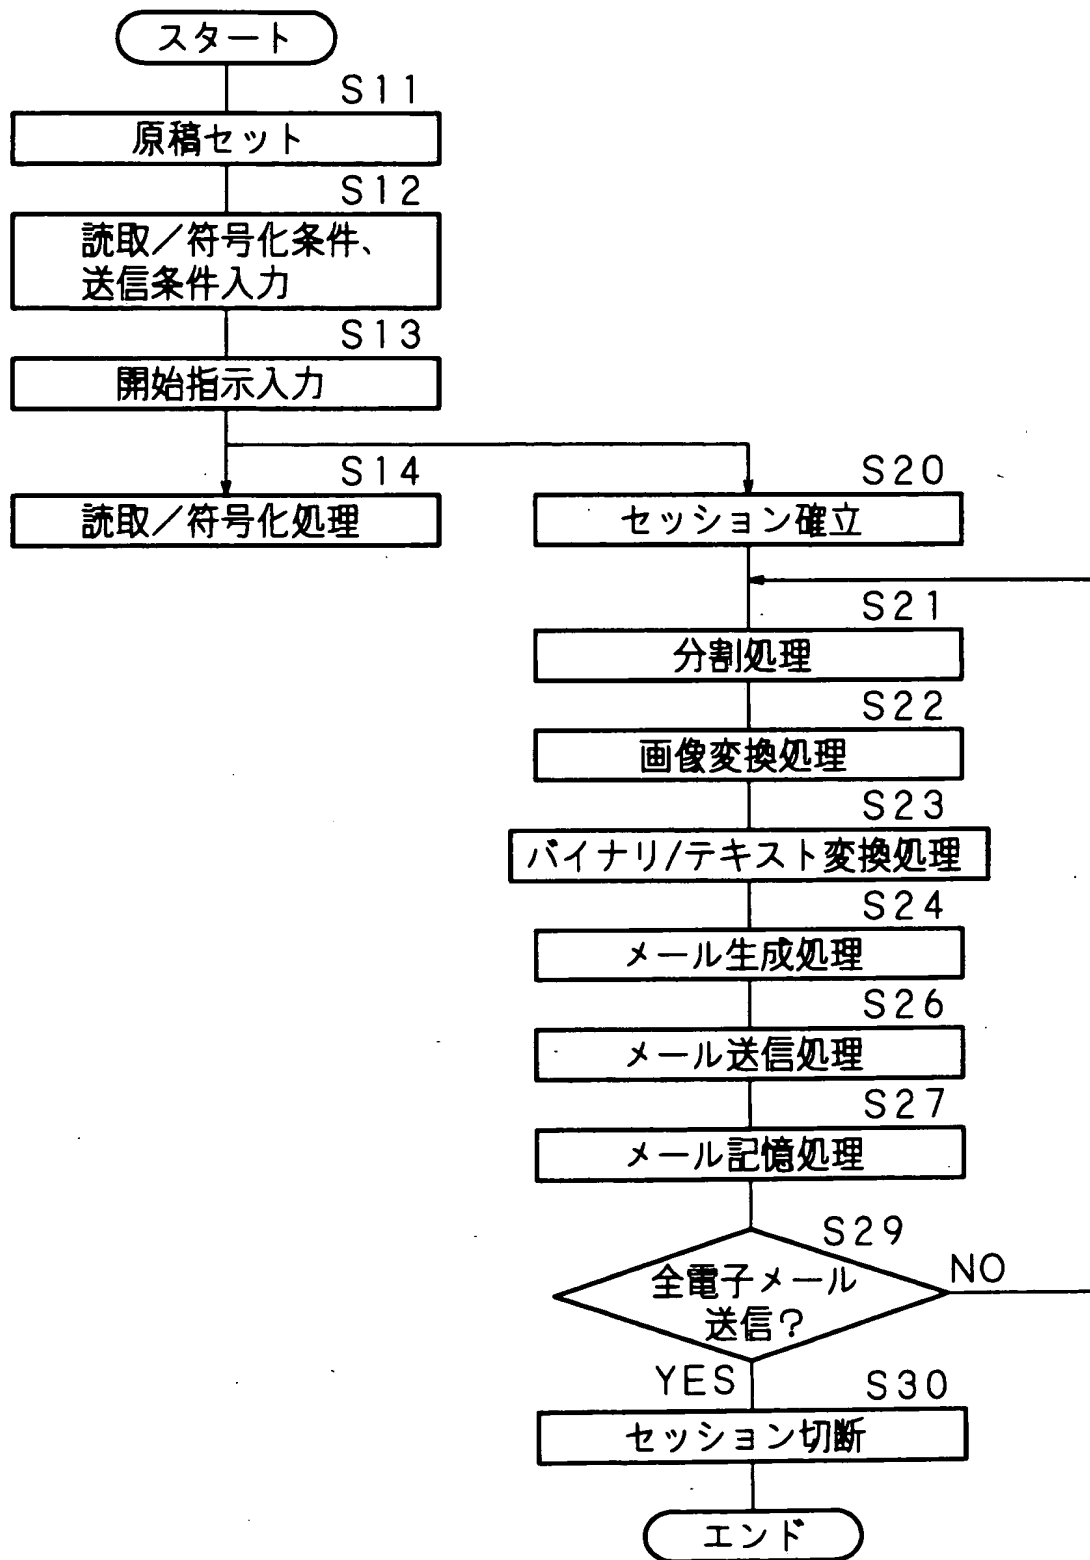 スタート
S11
原稿セット
S12
読取／符号化条件、
送信条件入力
S13
開始指示入力
S14
読取／符号化処理
S20
セッション確立
S21
分割処理
S22
画像変換処理
S23
バイナリ/テキスト変換処理
S24
メール生成処理
S26
メール送信処理
S27
メール記憶処理
S29
全電子メール
送信?
NO
YES
S30
セッション切断
エンド